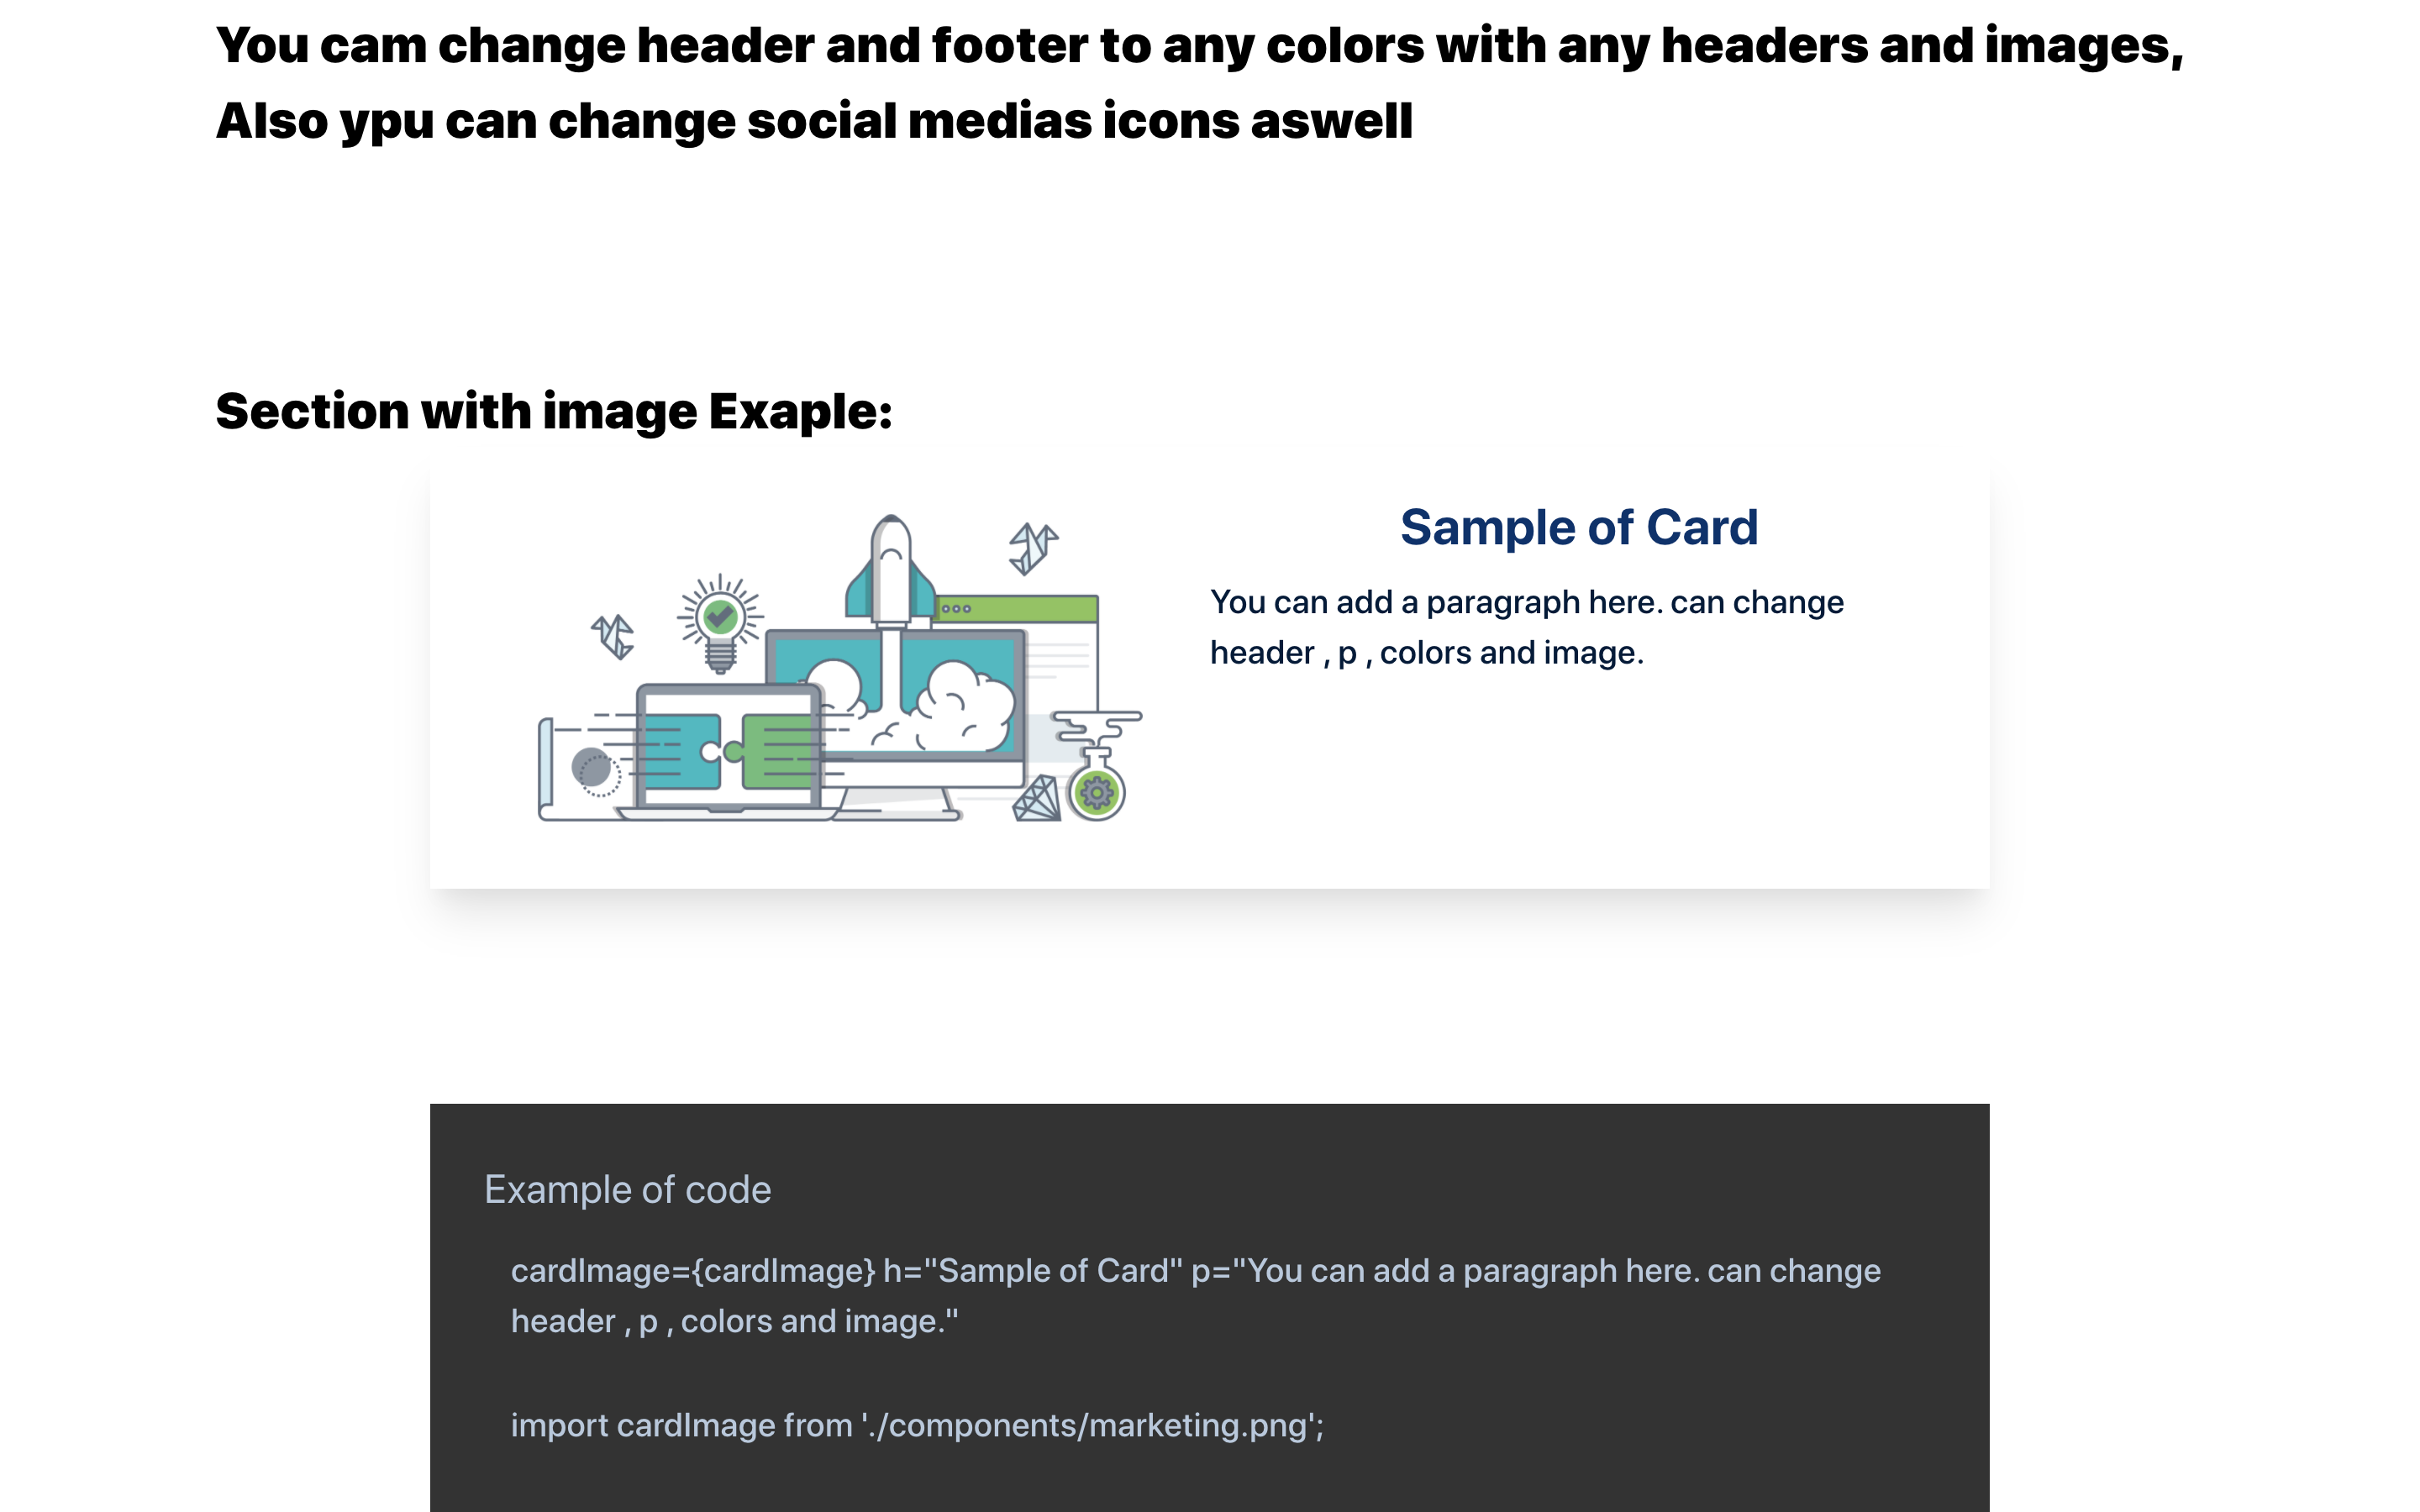 You cam change header and footer to any colors with any headers and images,
Also ypu can change social medias icons aswell
Section with image Exaple:
Sample of Card
You can add a paragraph here. can change
header , p , colors and image.
Example of code
cardImage={cardImage} h="Sample of Card" p="You can add a paragraph here. can change
header , p , colors and image."
import cardImage from './components/marketing.png';